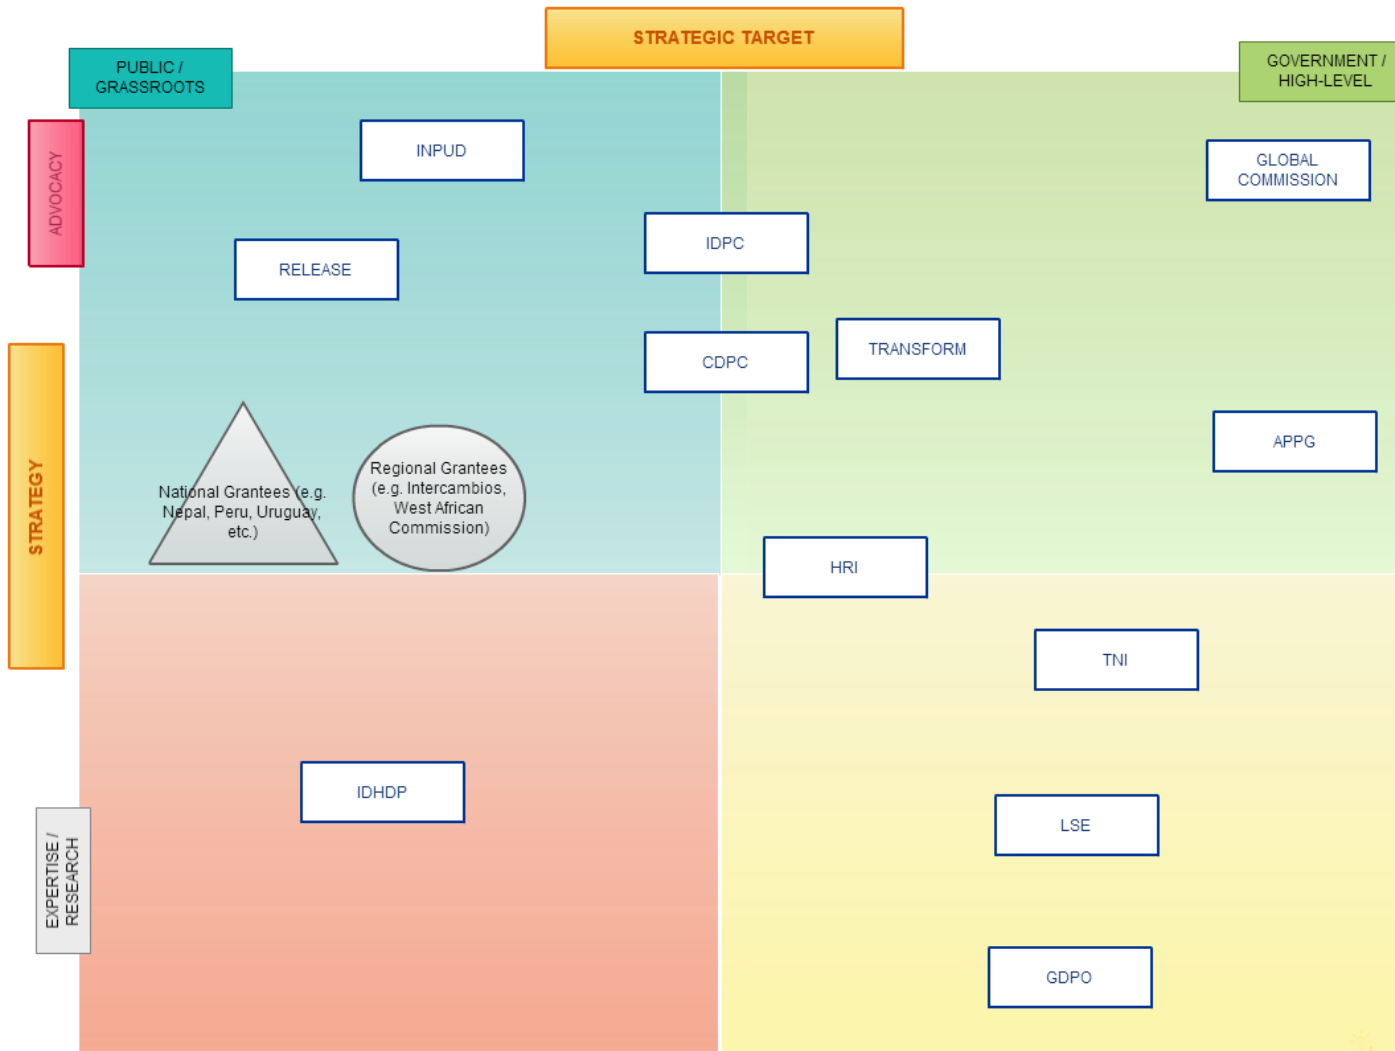 STRATEGIC TARGET
PUBLIC /
GRASSROOTS
GOVERNMENT /
HIGH-LEVEL
ADVOCACY
INPUD
GLOBAL
COMMISSION
IDPC
RELEASE
TRANSFORM
CDPC
STRATEGY
APPG
National Grantees (e.g.
Nepal, Peru, Uruguay,
etc.)
Regional Grantees
(e.g. Intercambios,
West African
Commission)
HRI
TNI
IDHDP
LSE
EXPERTISE /
RESEARCH
GDPO